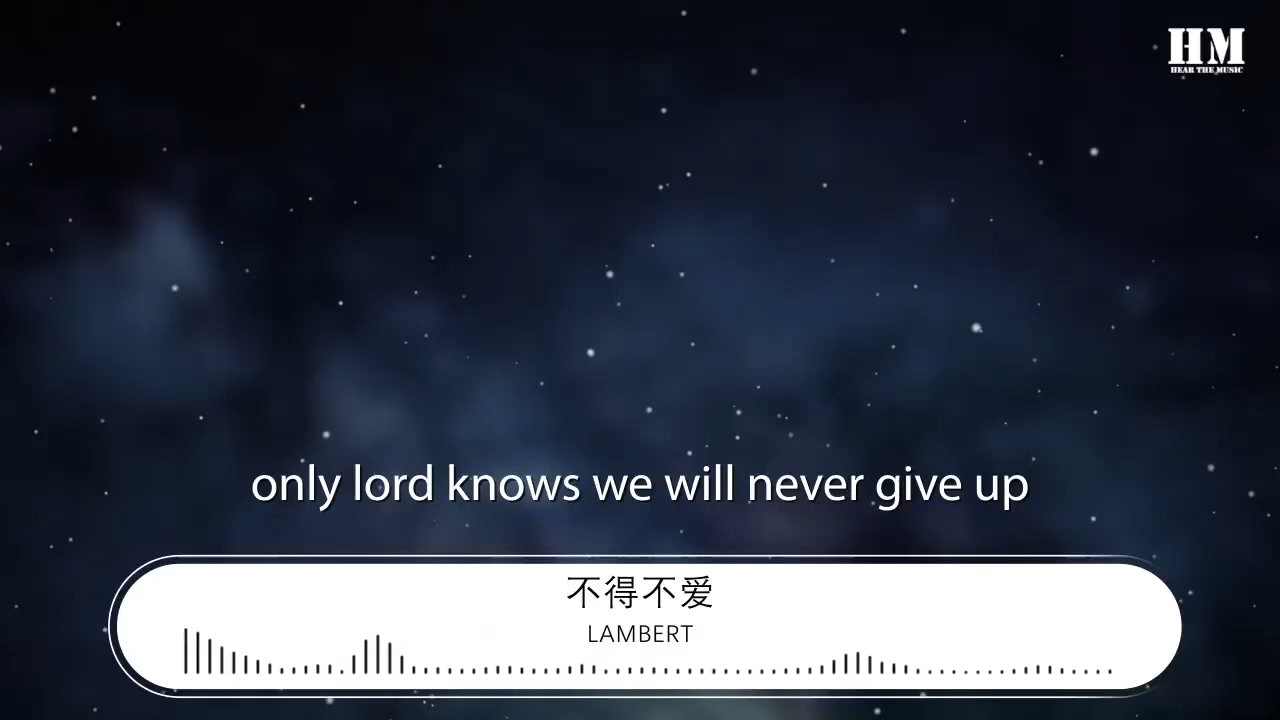 HM
HEAR THE MUSIC
only lord knows we will never give up
不得不爱
LAMBERT